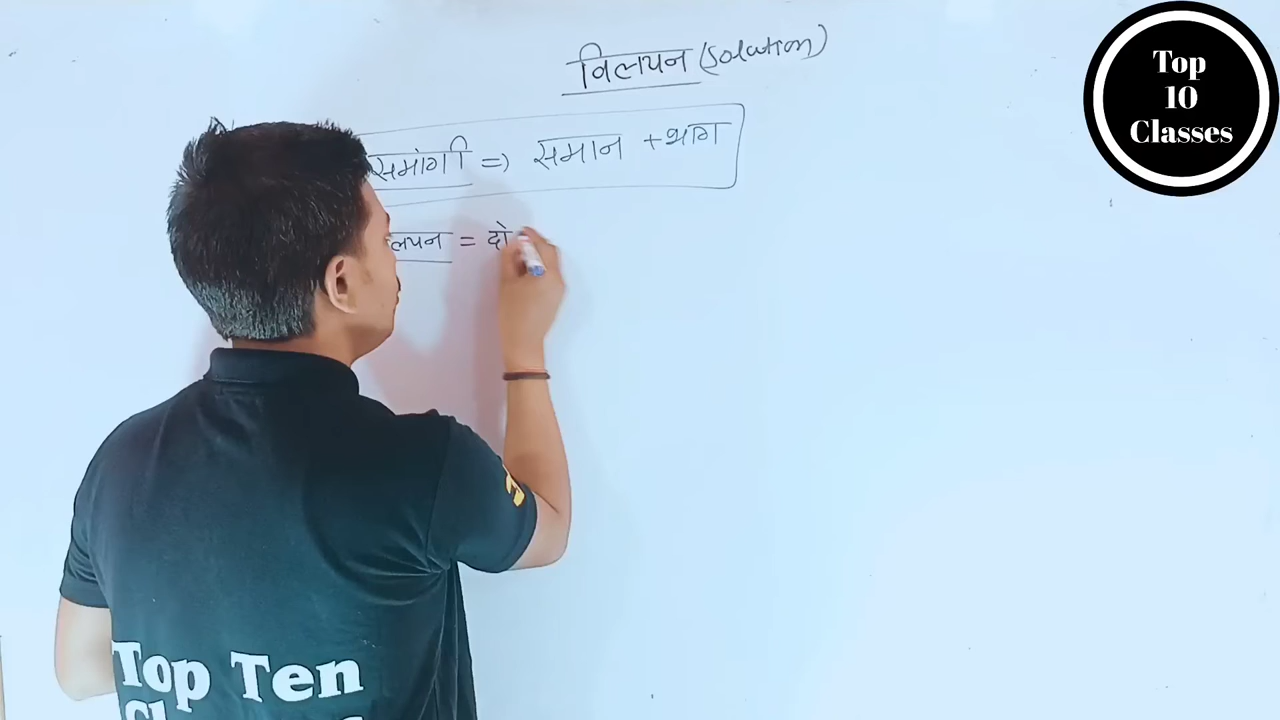 विलयन (Solution)
समांगी => समान + भाग
लयन = दो
Top
10
Classes
Top Ten